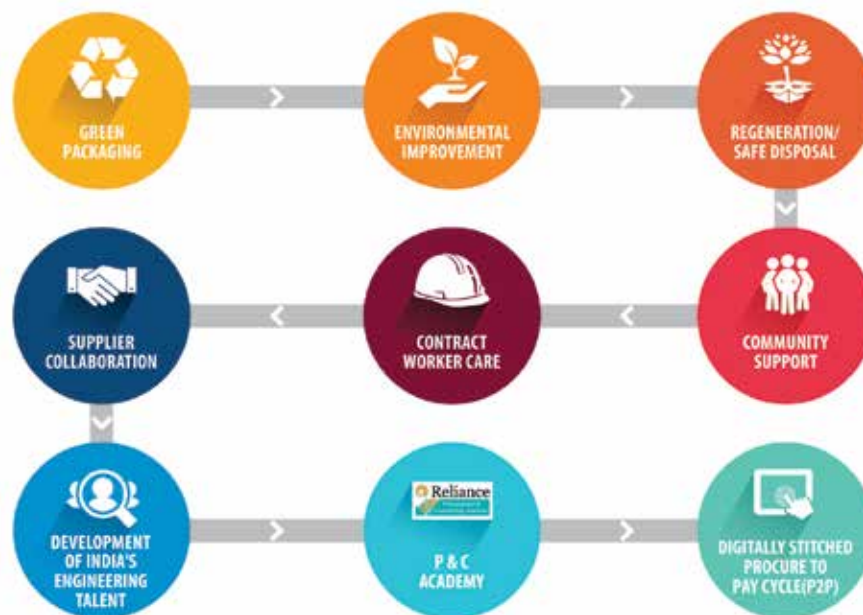 GREEN
PACKAGING
ENVIRONMENTAL
IMPROVEMENT
REGENERATION/
SAFE DISPOSAL
COMMUNITY
SUPPORT
CONTRACT
WORKER CARE
SUPPLIER
COLLABORATION
DEVELOPMENT
OF INDIA'S
ENGINEERING
TALENT
Reliance
P & C
ACADEMY
DIGITALLY STITCHED
PROCURE TO
PAY CYCLE(P2P)